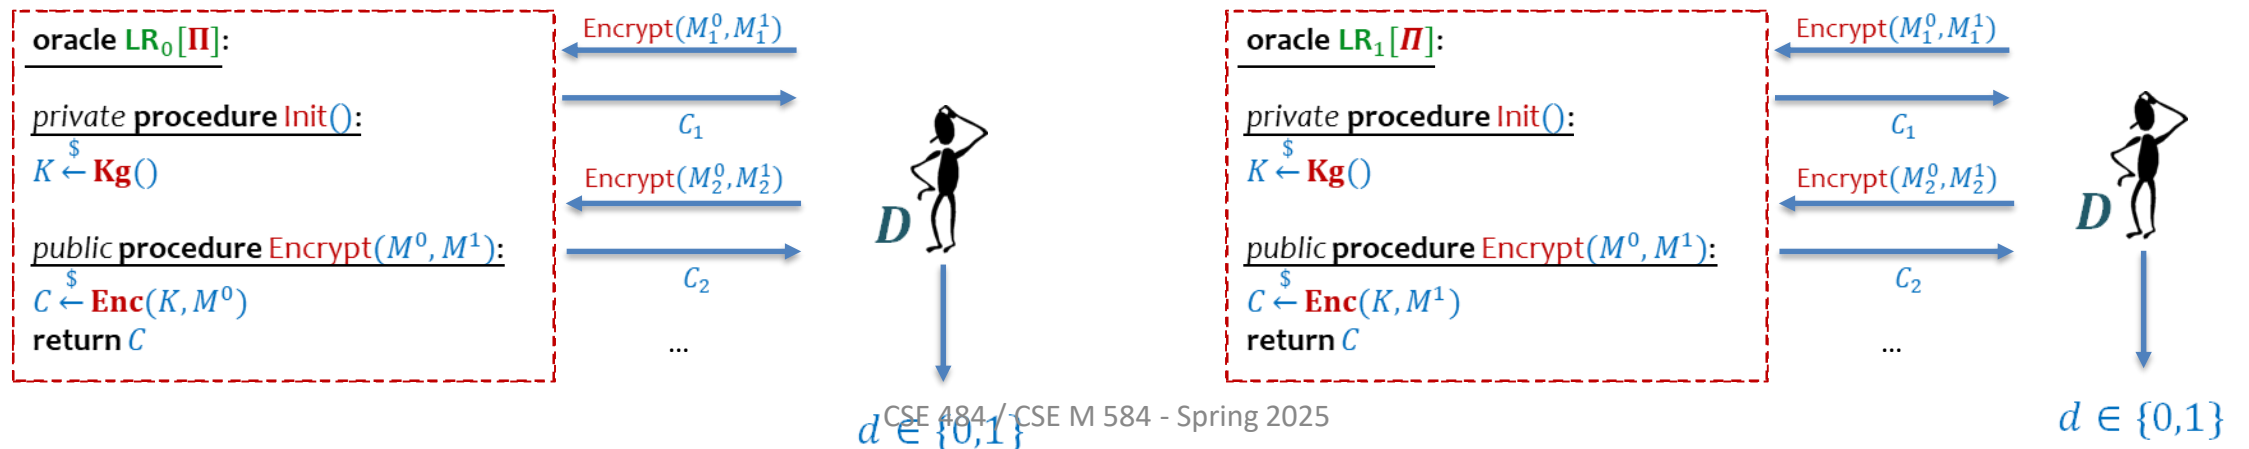 oracle LR₀[Π]:
private procedure Init():
K ←$ Kg()
public procedure Encrypt(M⁰, M¹):
C ←$ Enc(K, M⁰)
return C
Encrypt(M₁⁰, M₁¹)
C₁
Encrypt(M₂⁰, M₂¹)
C₂
...
D
d ∈ {0,1}
oracle LR₁[Π]:
private procedure Init():
K ←$ Kg()
public procedure Encrypt(M⁰, M¹):
C ←$ Enc(K, M¹)
return C
Encrypt(M₁⁰, M₁¹)
C₁
Encrypt(M₂⁰, M₂¹)
C₂
...
D
d ∈ {0,1}
CSE 484 / CSE M 584 - Spring 2025